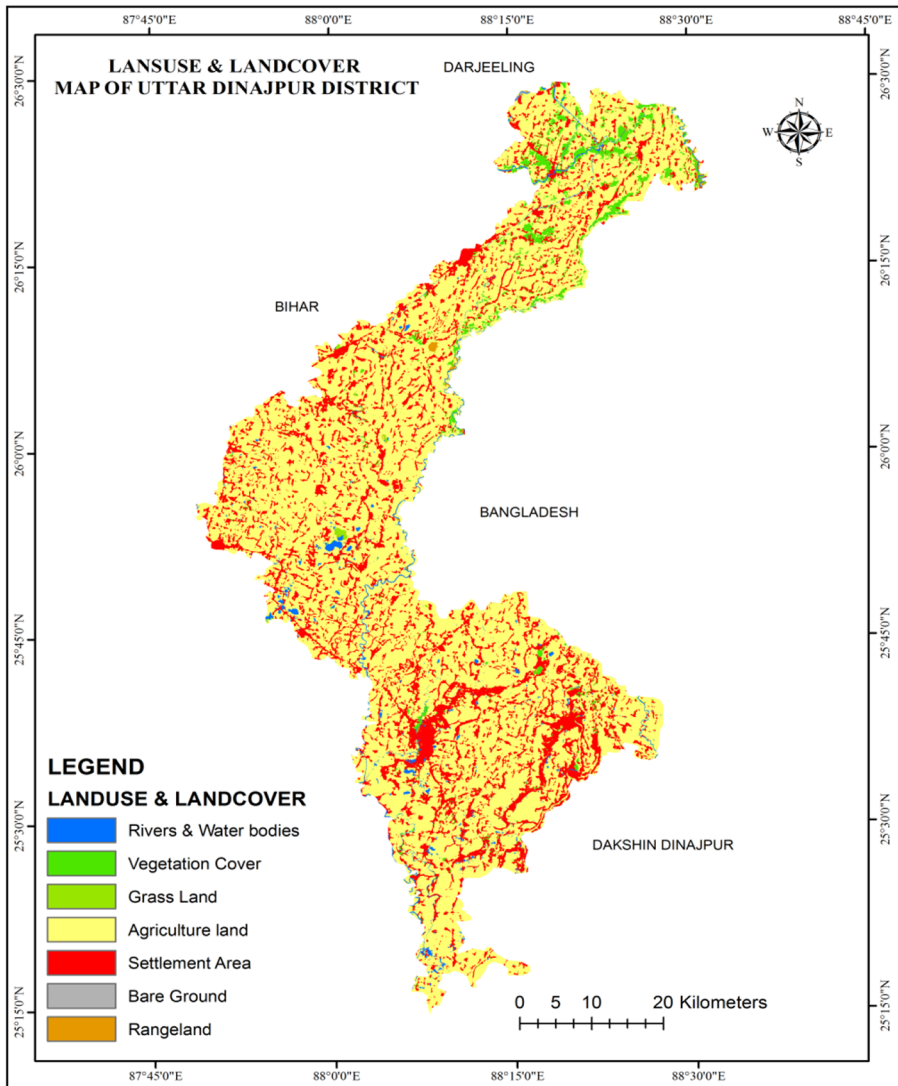 87°45'0"E 88°0'0"E 88°15'0"E 88°30'0"E 88°45'0"E
LANSUSE & LANDCOVER
MAP OF UTTAR DINAJPUR DISTRICT
DARJEELING
N
W E
S
26°30'0"N 26°30'0"N
26°15'0"N 26°15'0"N
BIHAR
26°0'0"N 26°0'0"N
BANGLADESH
25°45'0"N 25°45'0"N
LEGEND
LANDUSE & LANDCOVER
Rivers & Water bodies
Vegetation Cover
Grass Land
Agriculture land
Settlement Area
Bare Ground
Rangeland
25°30'0"N 25°30'0"N
DAKSHIN DINAJPUR
0 5 10 20 Kilometers
25°15'0"N 25°15'0"N
87°45'0"E 88°0'0"E 88°15'0"E 88°30'0"E